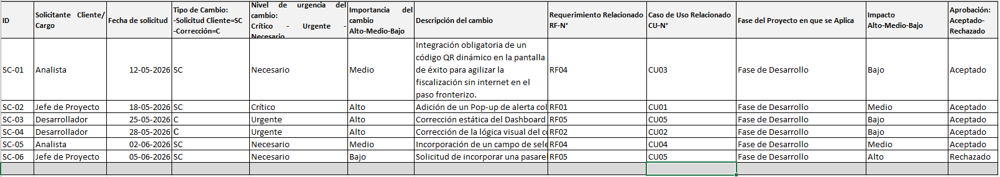 ID
Solicitante Cliente/
Cargo
Fecha de solicitud
Tipo de Cambio:
-Solicitud Cliente=SC
-Corrección=C
Nivel de urgencia del
cambio:
Crítico - Urgente -
Necesario
Importancia del
cambio
Alto-Medio-Bajo
Descripción del cambio
Requerimiento Relacionado
RF-N°
Caso de Uso Relacionado
CU-N°
Fase del Proyecto en que se Aplica
Impacto
Alto-Medio-Bajo
Aprobación:
Aceptado-
Rechazado
SC-01 Analista 12-05-2026 SC Necesario Medio
Integración obligatoria de un
código QR dinámico en la pantalla
de éxito para agilizar la
fiscalización sin internet en el
paso fronterizo.
RF04 CU03 Fase de Desarrollo Bajo Aceptado
SC-02 Jefe de Proyecto 18-05-2026 SC Crítico Alto Adición de un Pop-up de alerta col RF01 CU01 Fase de Desarrollo Medio Aceptado
SC-03 Desarrollador 25-05-2026 C Urgente Alto Corrección estática del Dashboard RF05 CU05 Fase de Desarrollo Bajo Aceptado
SC-04 Desarrollador 28-05-2026 C Urgente Alto Corrección de la lógica visual del RF02 CU02 Fase de Desarrollo Bajo Aceptado
SC-05 Analista 02-06-2026 SC Necesario Medio Incorporación de un campo de sele RF04 CU04 Fase de Desarrollo Medio Aceptado
SC-06 Jefe de Proyecto 05-06-2026 SC Necesario Bajo Solicitud de incorporar una pasarel RF05 CU05 Fase de Desarrollo Alto Rechazado